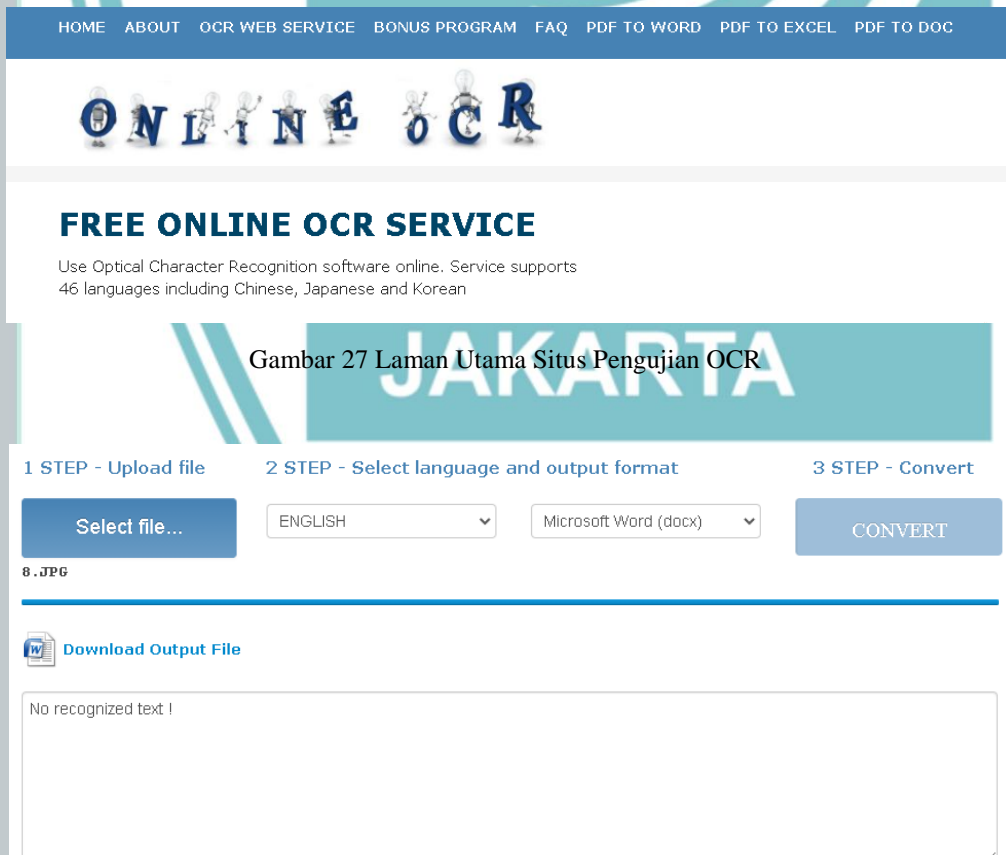 HOME ABOUT OCR WEB SERVICE BONUS PROGRAM FAQ PDF TO WORD PDF TO EXCEL PDF TO DOC
ONLINE OCR
FREE ONLINE OCR SERVICE
Use Optical Character Recognition software online. Service supports
46 languages including Chinese, Japanese and Korean
Gambar 27 Laman Utama Situs Pengujian OCR
JAKARTA
1 STEP - Upload file 2 STEP - Select language and output format 3 STEP - Convert
Select file... ENGLISH Microsoft Word (docx) CONVERT
8.JPG
W Download Output File
No recognized text !